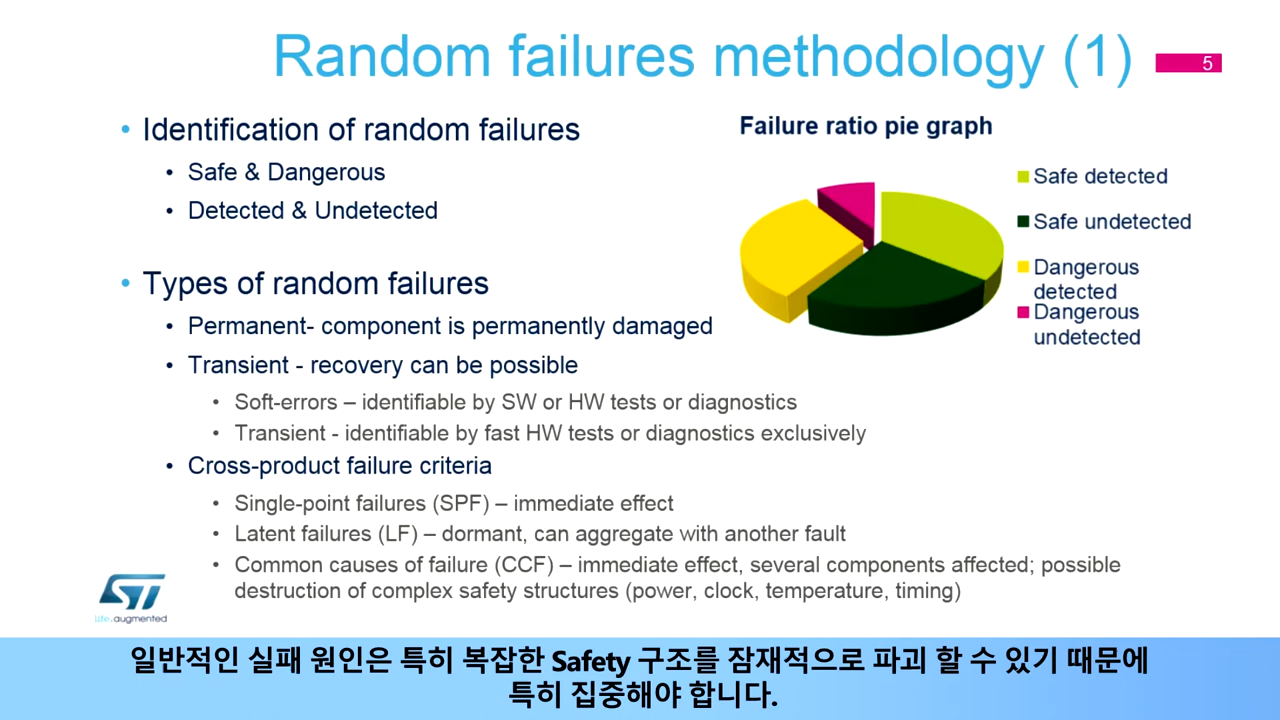 Random failures methodology (1)
5
• Identification of random failures
• Safe & Dangerous
• Detected & Undetected
• Types of random failures
• Permanent- component is permanently damaged
• Transient - recovery can be possible
• Soft-errors – identifiable by SW or HW tests or diagnostics
• Transient - identifiable by fast HW tests or diagnostics exclusively
• Cross-product failure criteria
• Single-point failures (SPF) – immediate effect
• Latent failures (LF) – dormant, can aggregate with another fault
• Common causes of failure (CCF) – immediate effect, several components affected; possible
destruction of complex safety structures (power, clock, temperature, timing)
Failure ratio pie graph
Safe detected
Safe undetected
Dangerous
detected
Dangerous
undetected
ST
life.augmented
일반적인 실패 원인은 특히 복잡한 Safety 구조를 잠재적으로 파괴 할 수 있기 때문에
특히 집중해야 합니다.